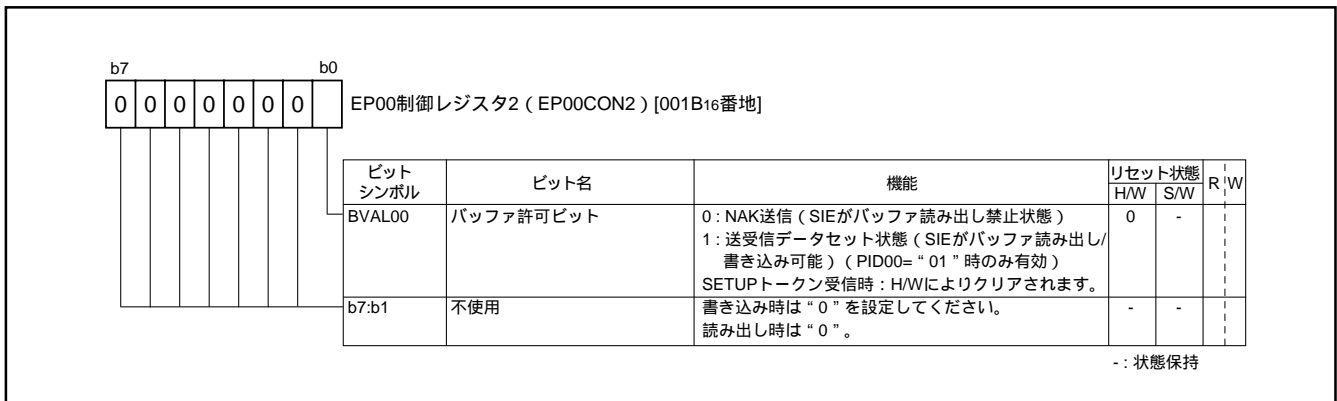 b7 b0
0 0 0 0 0 0 0 EP00制御レジスタ2（EP00CON2）[001B16番地]
ビット シンボル ビット名 機能 リセット状態 H/W S/W R W
BVAL00 バッファ許可ビット 0 : NAK送信（SIEがバッファ読み出し禁止状態） 0 -
1 : 送受信データセット状態（SIEがバッファ読み出し/
書き込み可能）（PID00= “ 01 ” 時のみ有効）
SETUPトークン受信時：H/Wによりクリアされます。
b7:b1 不使用 書き込み時は “ 0 ” を設定してください。 - -
読み出し時は “ 0 ” 。
- : 状態保持